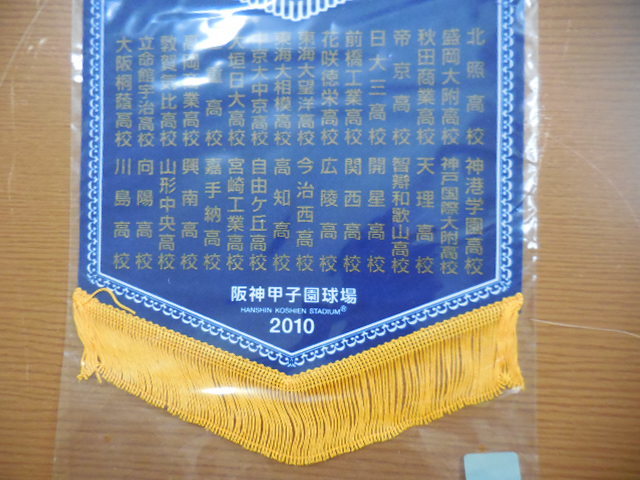 北照高校
盛岡大附高校
秋田商業高校
帝京高校
日大三高校
前橋工業高校
花咲徳栄高校
東海大望洋高校
東海大相模高校
中京大中京高校
大垣日大高校
三重高校
高岡商業高校
敦賀気比高校
立命館宇治高校
大阪桐蔭高校
神港学園高校
神戸国際大附高校
天理高校
智辯和歌山高校
開星高校
関西高校
広陵高校
今治西高校
高知高校
自由ケ丘高校
宮崎工業高校
嘉手納高校
興南高校
山形中央高校
向陽高校
川島高校
阪神甲子園球場
HANSHIN KOSHIEN STADIUM®
2010